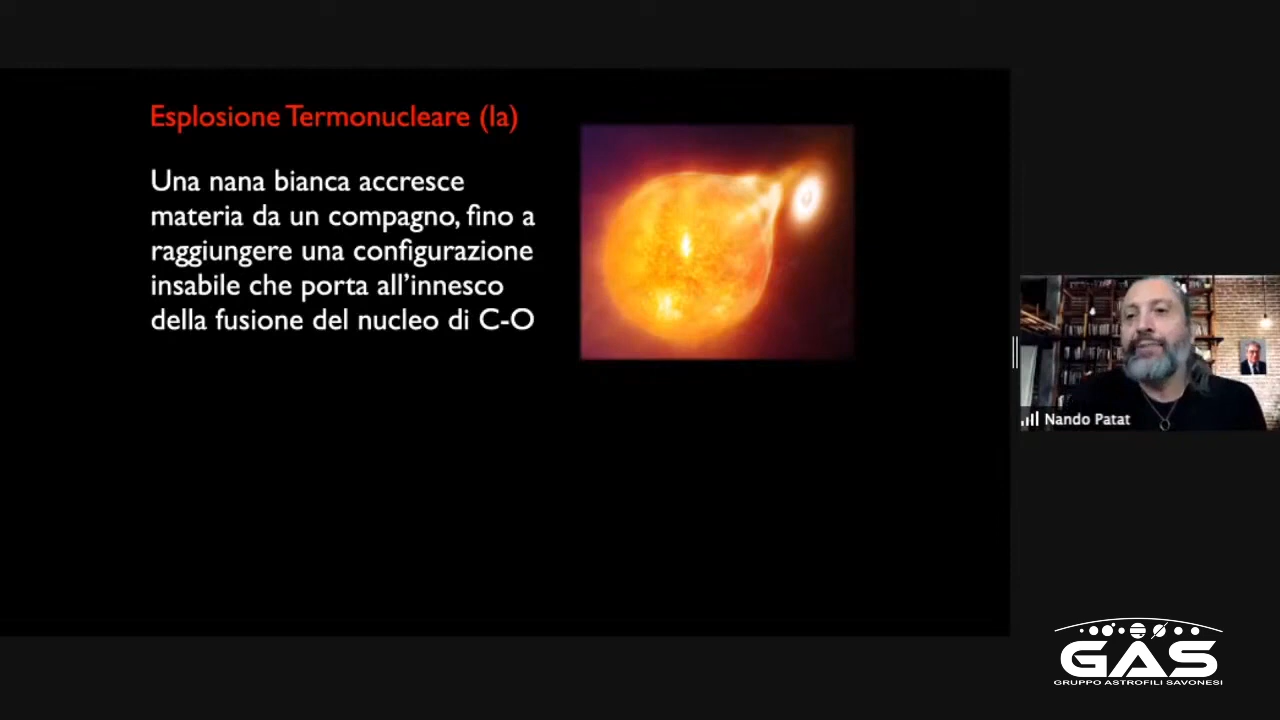 Esplosione Termonucleare (Ia)
Una nana bianca accresce
materia da un compagno, fino a
raggiungere una configurazione
insabile che porta all’innesco
della fusione del nucleo di C-O
Nando Patat
GAS
GRUPPO ASTROFILI SAVONESI